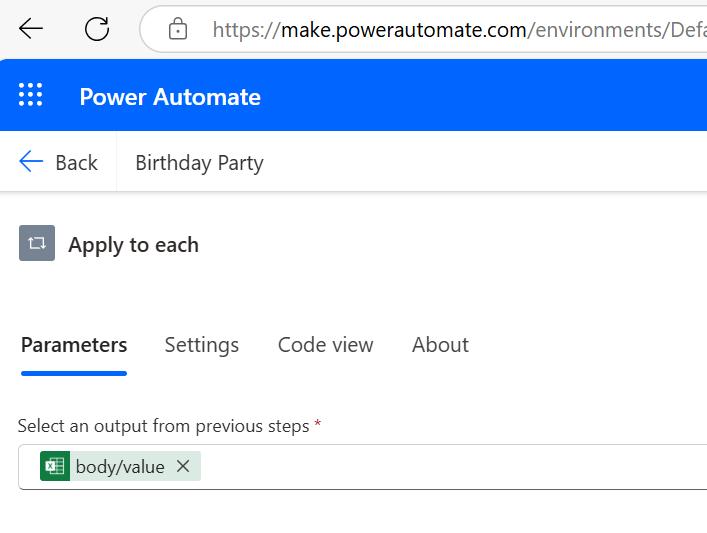 https://make.powerautomate.com/environments/Defa
Power Automate
Back Birthday Party
Apply to each
Parameters Settings Code view About
Select an output from previous steps *
body/value